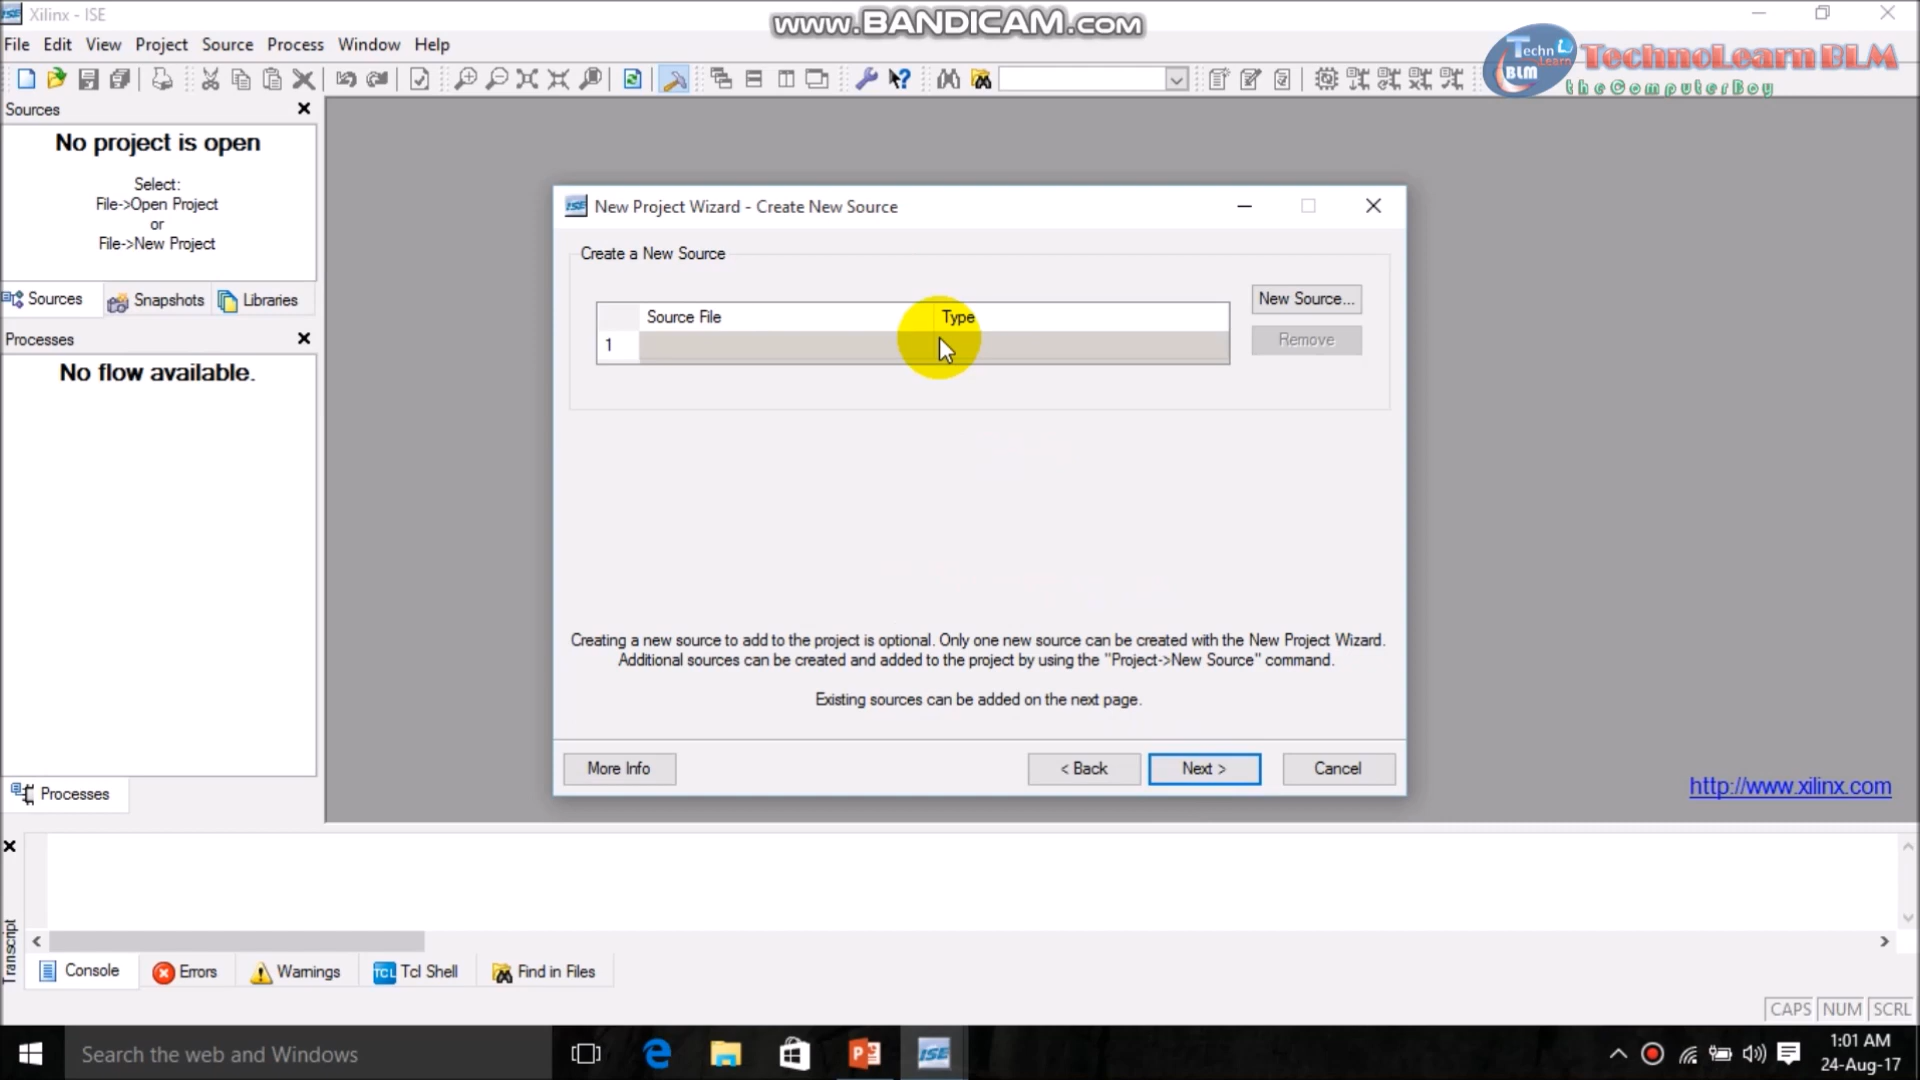 Xilinx - ISE
www.BANDICAM.com
File Edit View Project Source Process Window Help
Techn
Learn
BLM
TechnoLearn BLM
theComputerBoy
Sources
No project is open
Select:
File->Open Project
or
File->New Project
Sources Snapshots Libraries
Processes
No flow available.
Processes
New Project Wizard - Create New Source
Create a New Source
Source File Type
1
New Source...
Remove
Creating a new source to add to the project is optional. Only one new source can be created with the New Project Wizard.
Additional sources can be created and added to the project by using the "Project->New Source" command.
Existing sources can be added on the next page.
More Info < Back Next > Cancel
http://www.xilinx.com
Transcript
Console Errors Warnings TCL Tcl Shell Find in Files
CAPS NUM SCRL
Search the web and Windows
ISE
1:01 AM
24-Aug-17